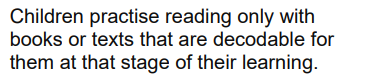 Children practise reading only with
books or texts that are decodable for
them at that stage of their learning.